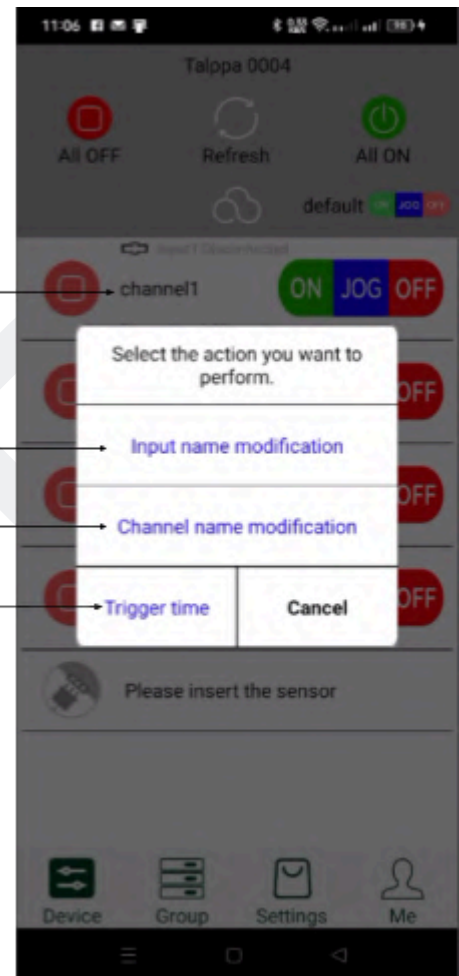 11:06
Talppa 0004
All OFF
Refresh
All ON
default ON JOG OFF
Input1 Disconnected
channel1
ON JOG OFF
Select the action you want to
perform.
OFF
Input name modification
OFF
Channel name modification
Trigger time
Cancel
OFF
Please insert the sensor
Device
Group
Settings
Me